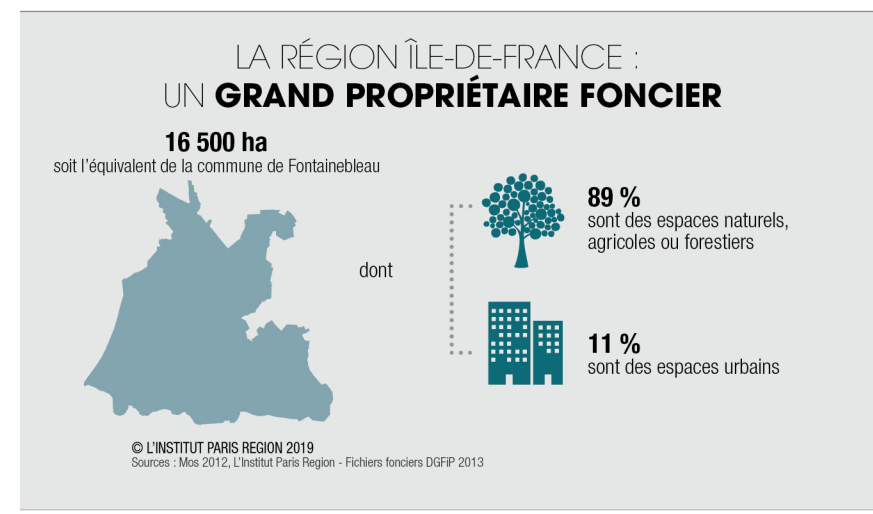 LA RÉGION ÎLE-DE-FRANCE :
UN GRAND PROPRIÉTAIRE FONCIER
16 500 ha
soit l'équivalent de la commune de Fontainebleau
dont
89 %
sont des espaces naturels,
agricoles ou forestiers
11 %
sont des espaces urbains
© L'INSTITUT PARIS REGION 2019
Sources : Mos 2012, L'Institut Paris Region - Fichiers fonciers DGFiP 2013